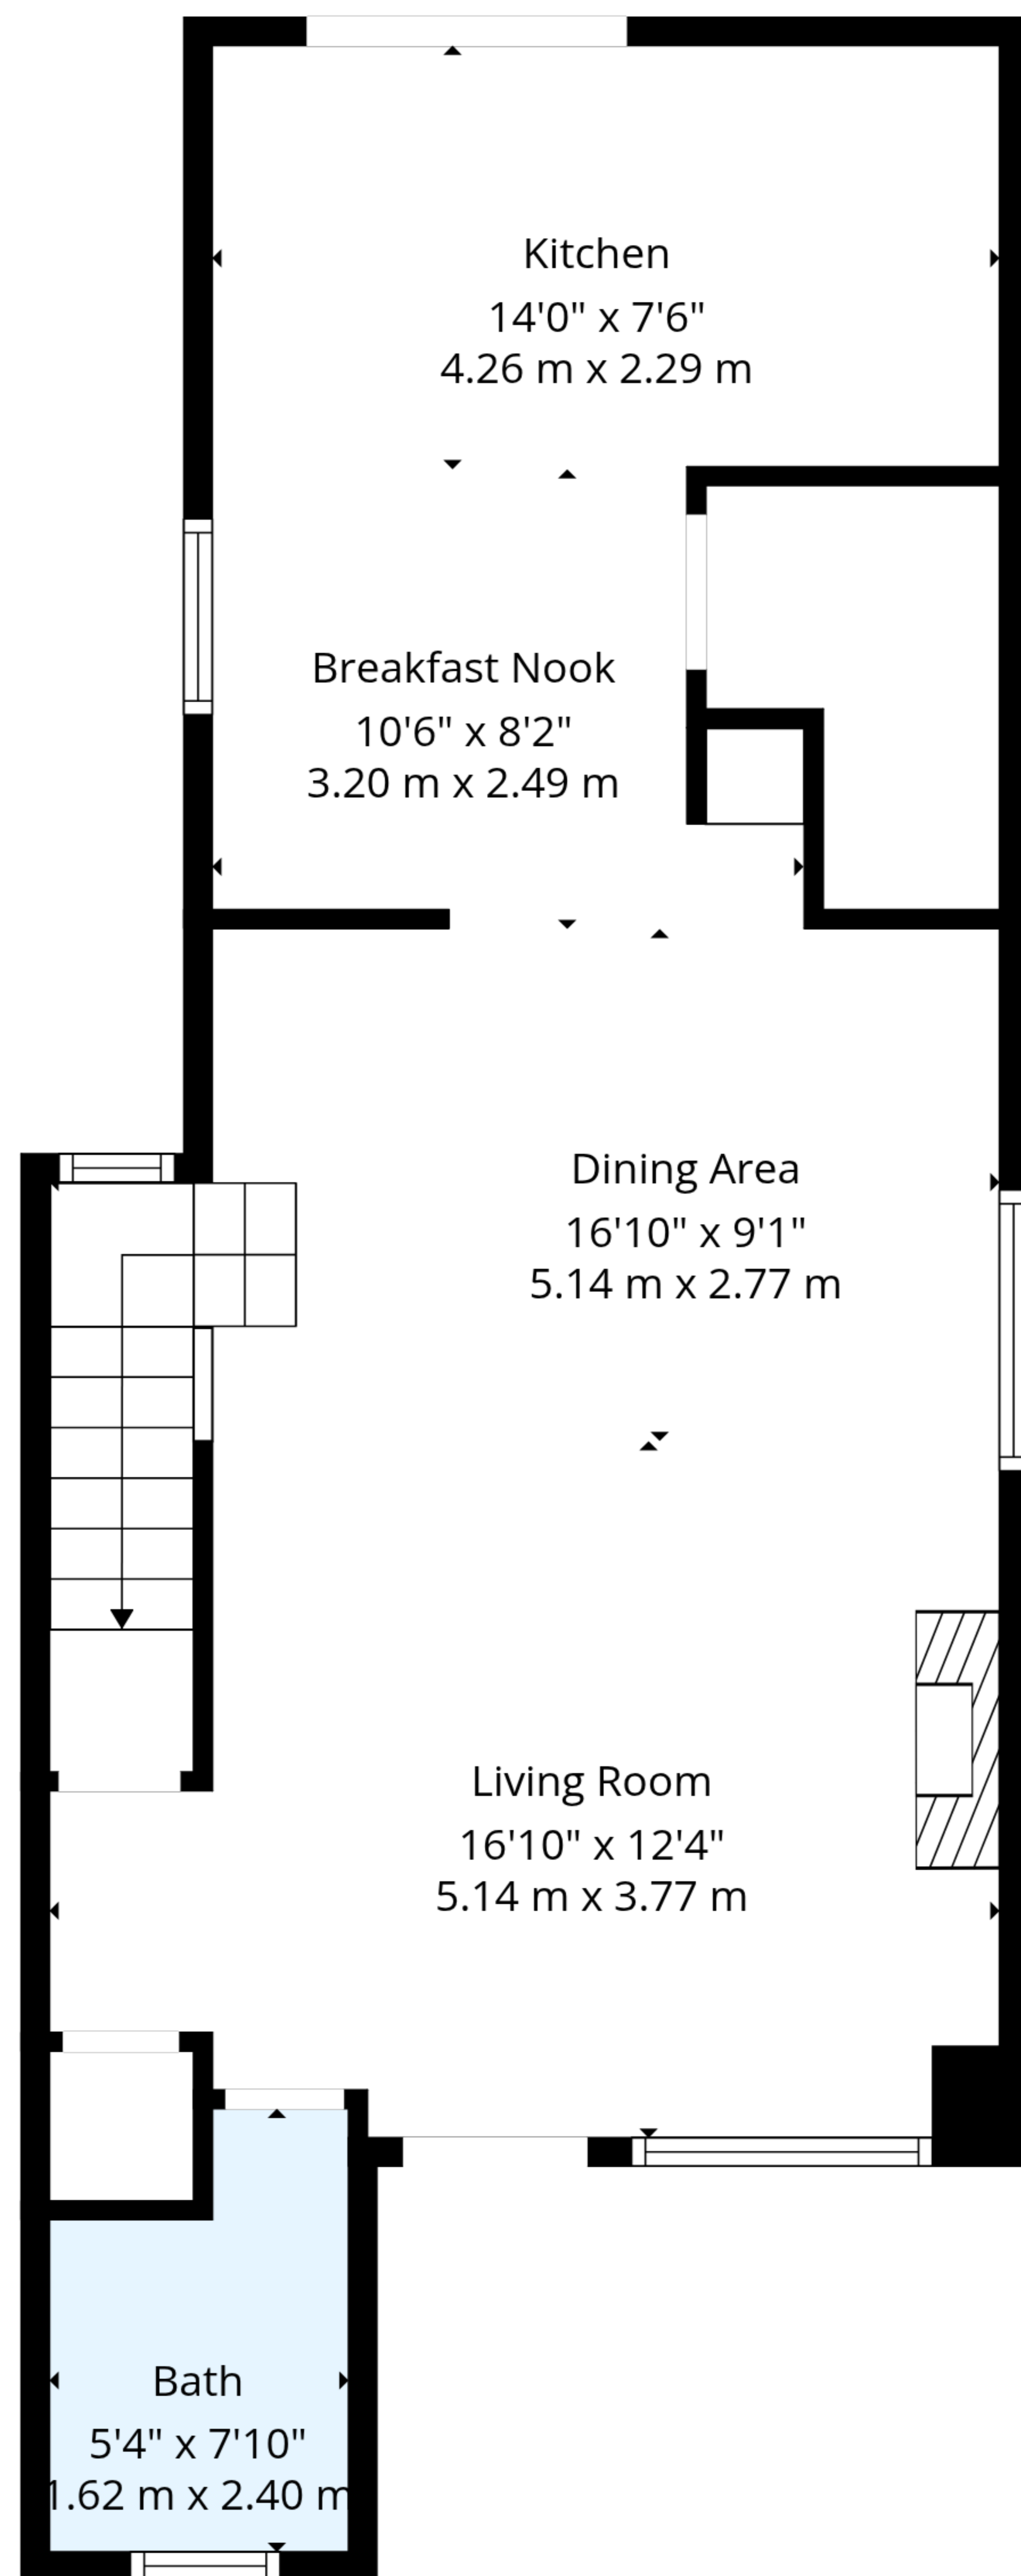 Kitchen
14'0" x 7'6"
4.26 m x 2.29 m
Breakfast Nook
10'6" x 8'2"
3.20 m x 2.49 m
Dining Area
16'10" x 9'1"
5.14 m x 2.77 m
Living Room
16'10" x 12'4"
5.14 m x 3.77 m
Bath
5'4" x 7'10"
1.62 m x 2.40 m